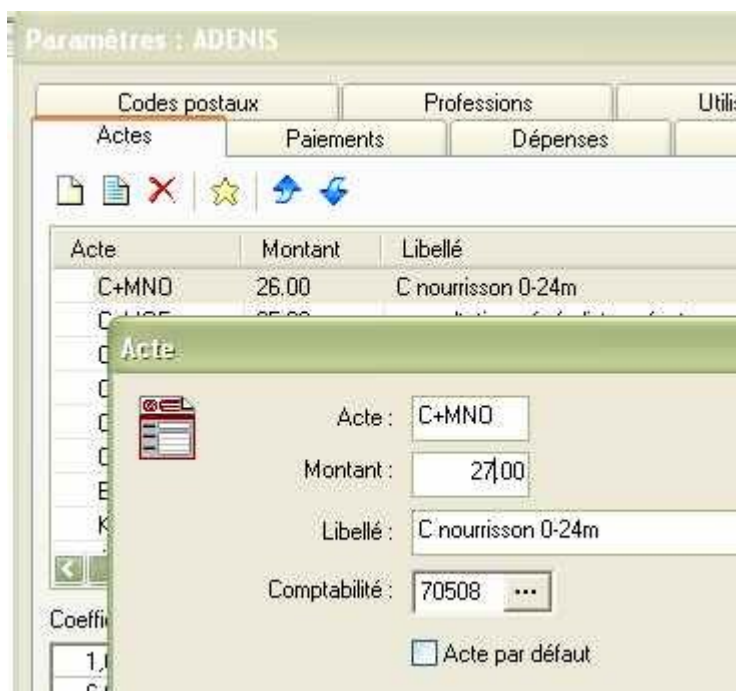 Paramètres : ADENIS
Codes postaux Professions
Actes Paiements Dépenses
Acte Montant Libellé
C+MNO 26.00 C nourrisson 0-24m
Acte
Acte : C+MNO
Montant : 27.00
Libellé : C nourrisson 0-24m
Comptabilité : 70508 ...
Acte par défaut